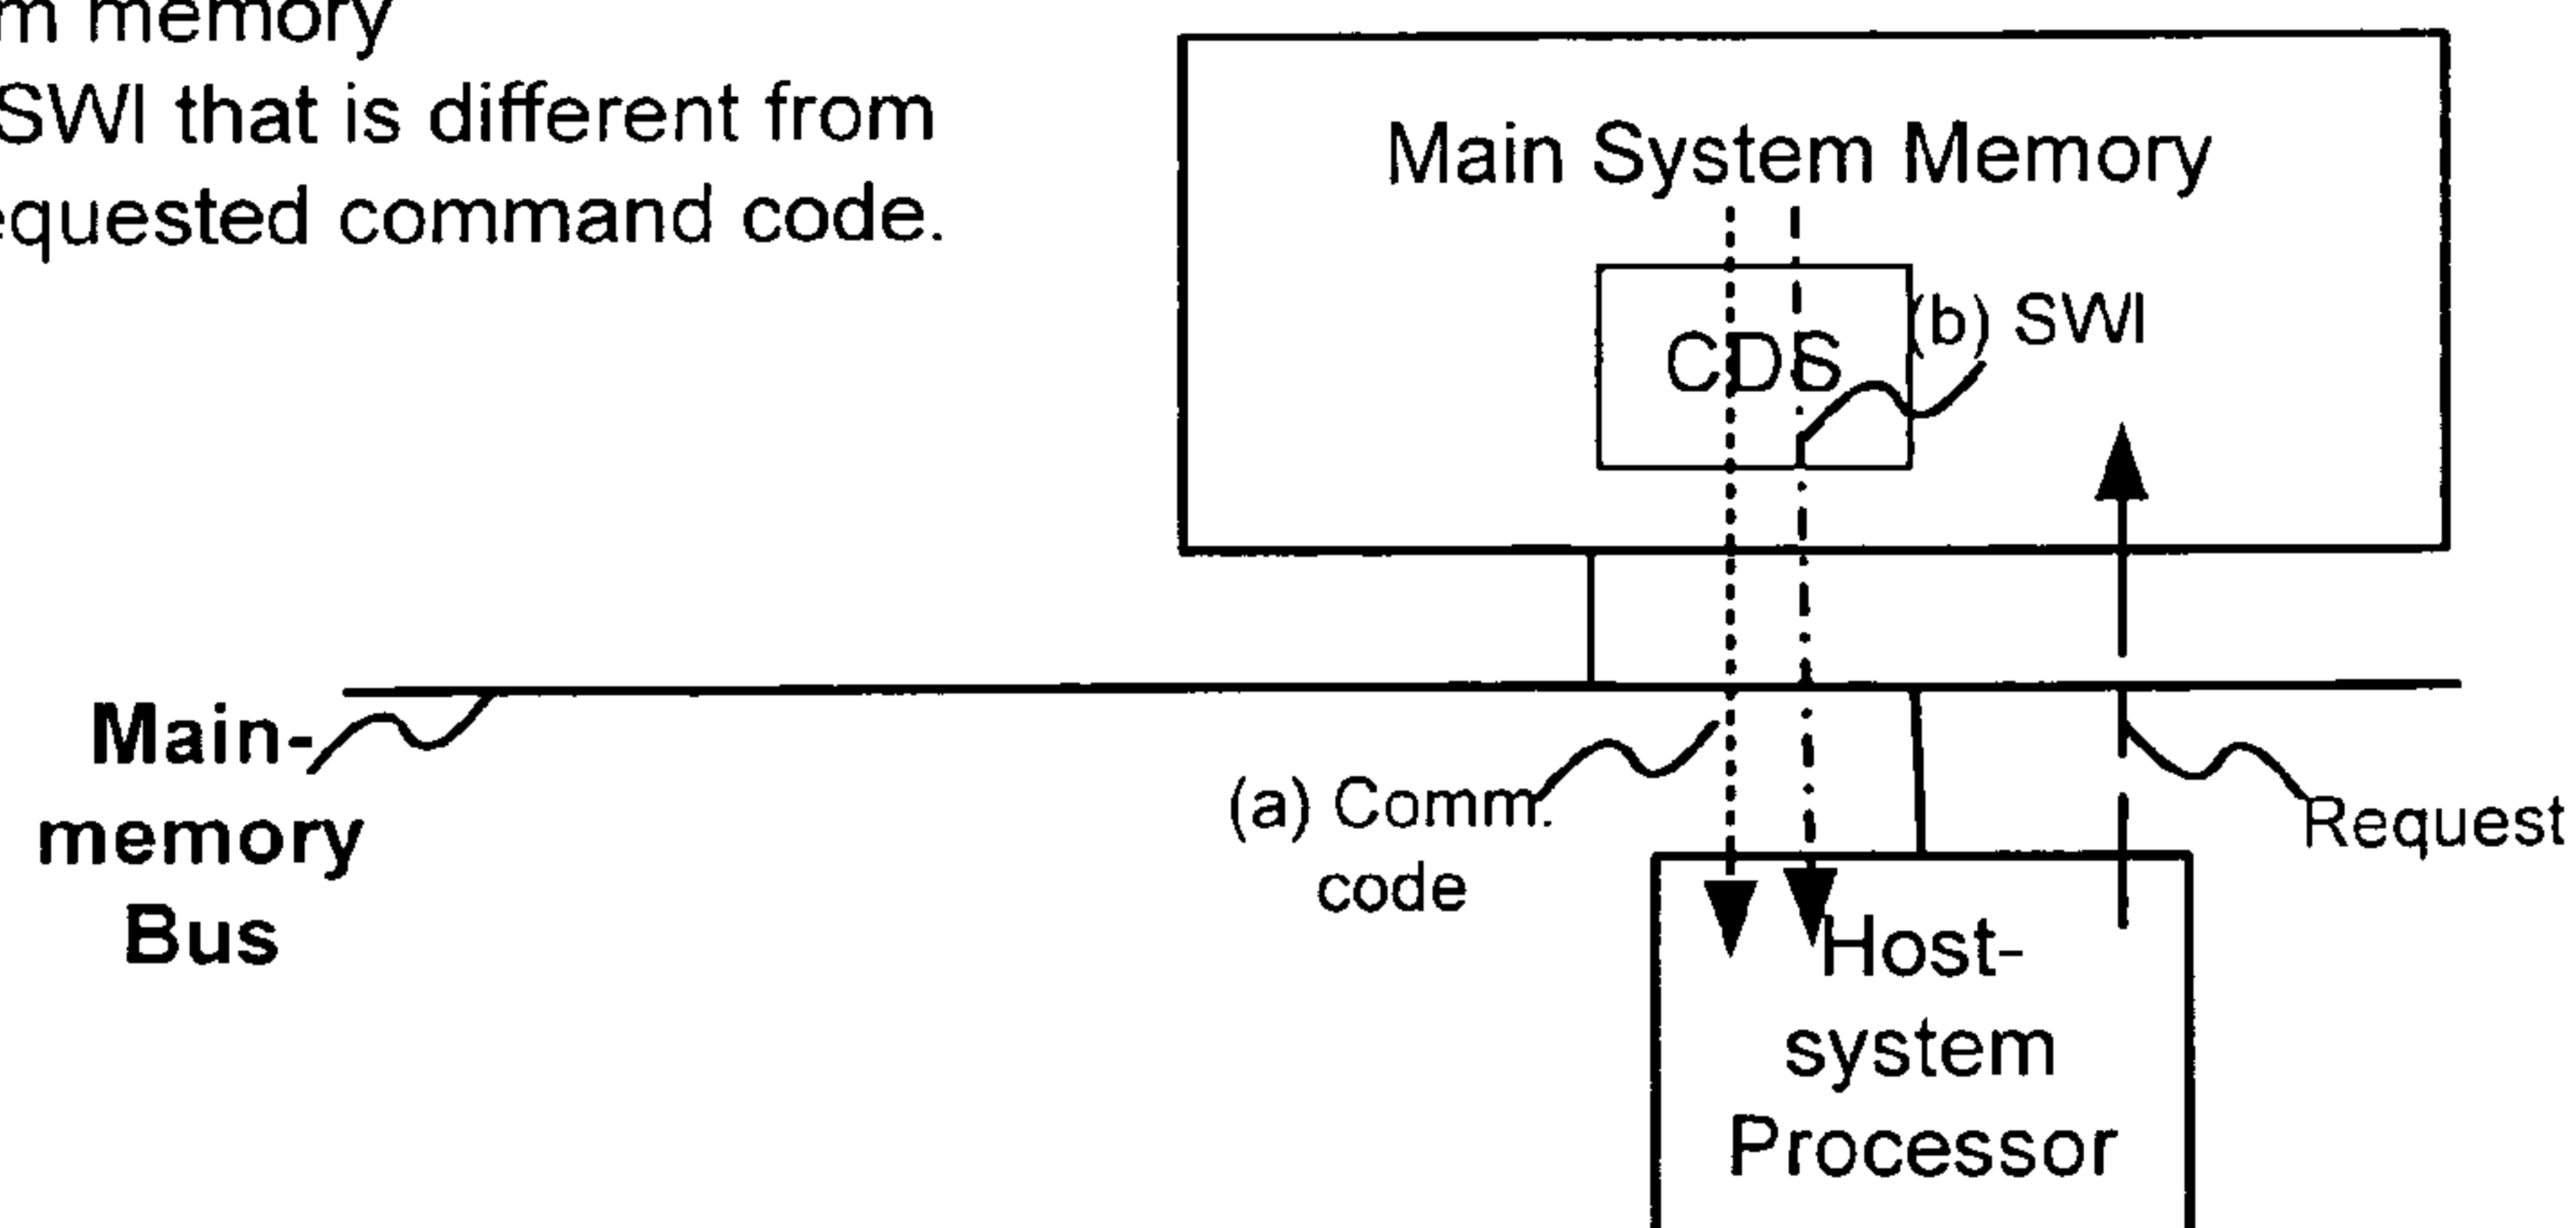 m memory
SWI that is different from
equested command code.
Main System Memory
(b) SWI
CDS
Main-
memory
Bus
(a) Comm.
code
Request
Host-
system
Processor